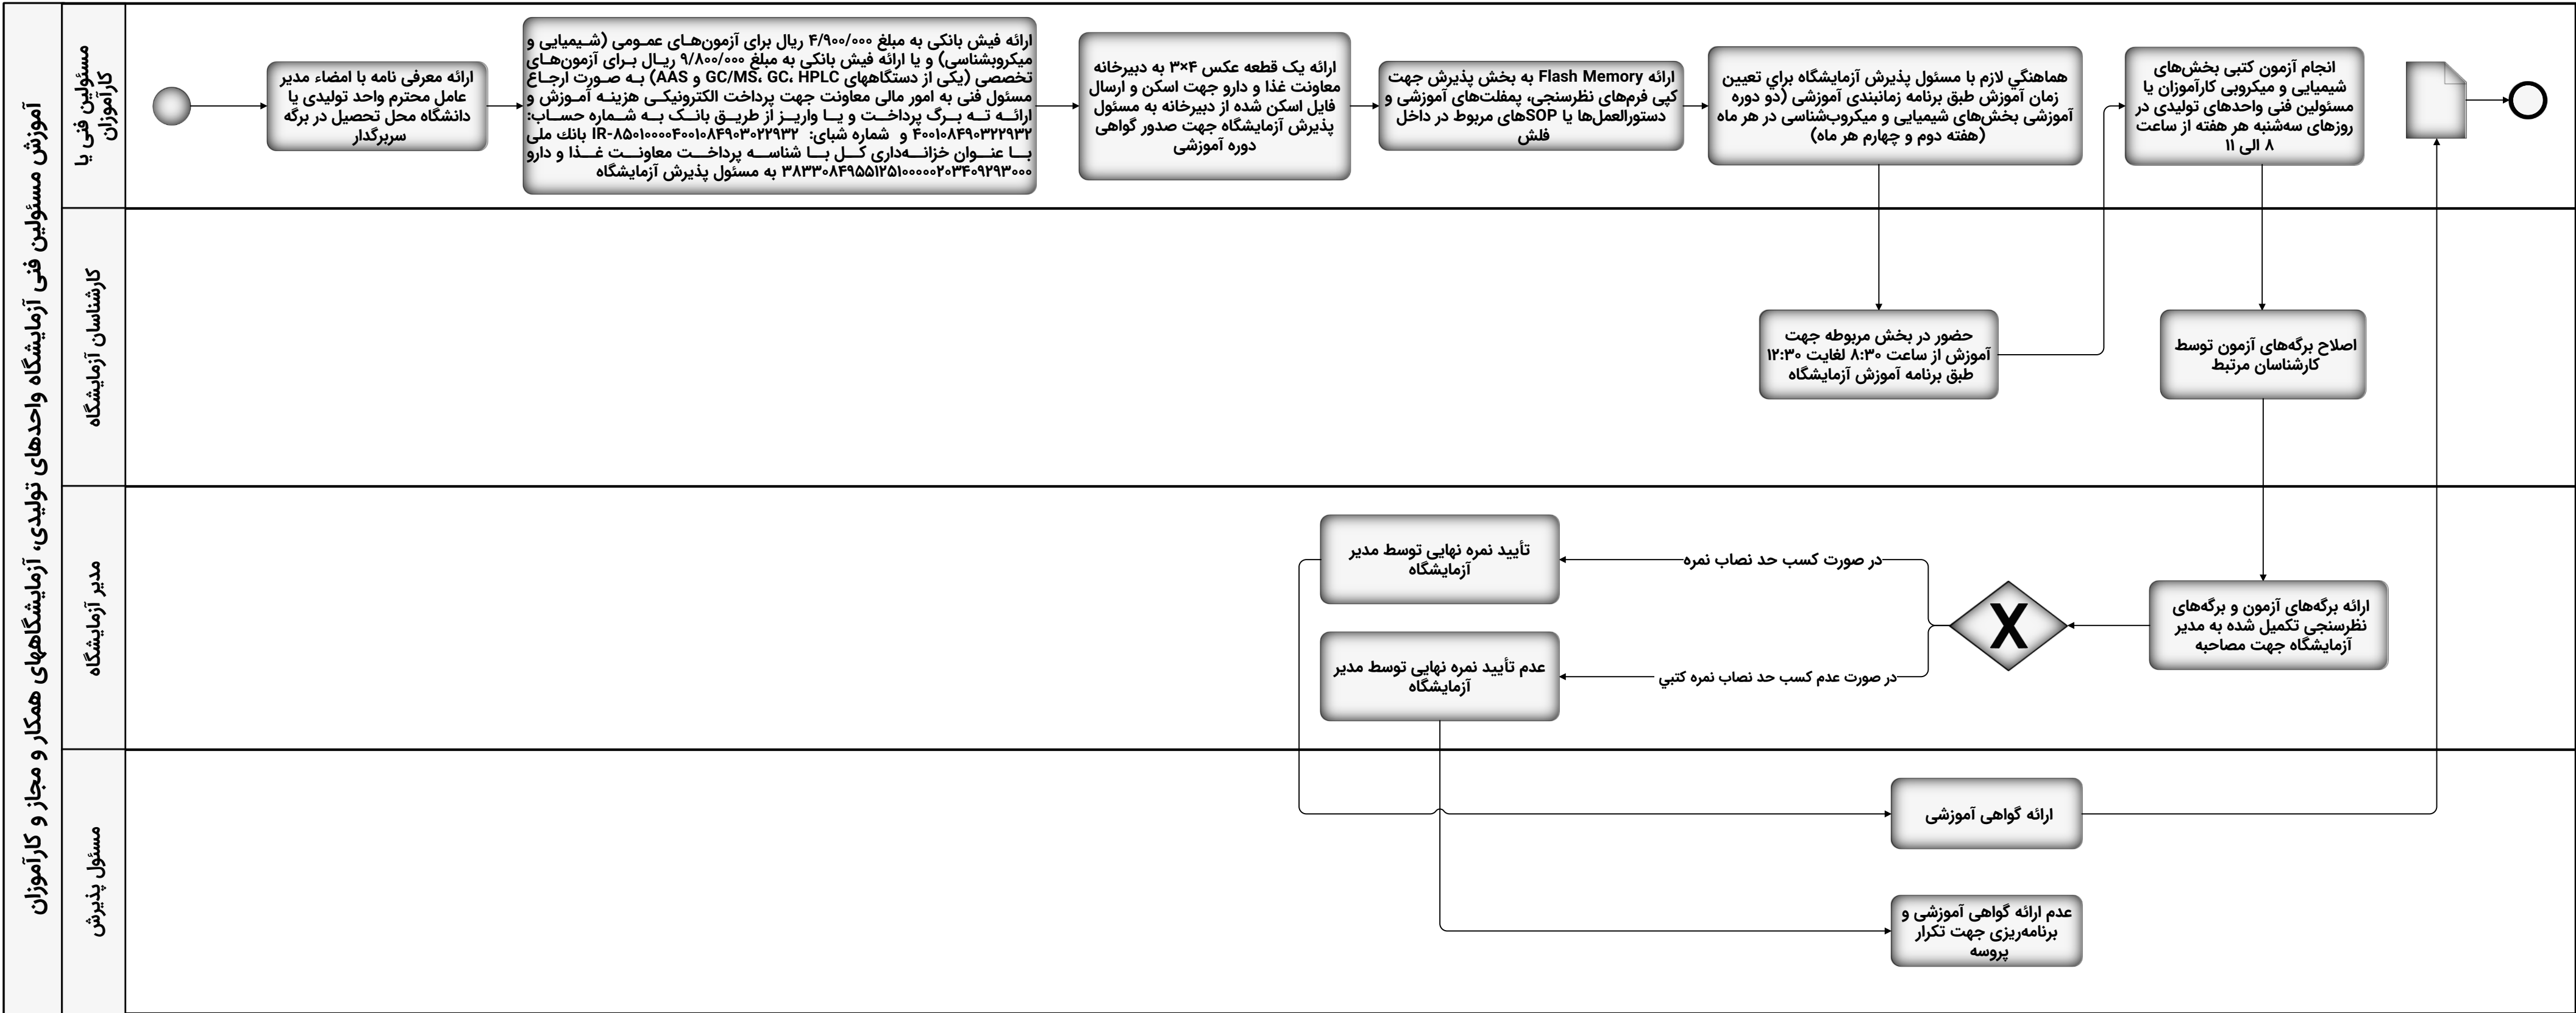 آموزش مسئولین فنی آزمایشگاه واحدهای تولیدی، آزمایشگاههای همکار و مجاز و کارآموزان
مسئولین فنی یا
کارآموزان
ارائه معرفی نامه با امضاء مدیر
عامل محترم واحد تولیدی یا
دانشگاه محل تحصیل در برگه
سربرگدار
ارائه فیش بانکی به مبلغ ۴/۹۰۰/۰۰۰ ریال برای آزمون‌های عمومی (شیمیایی و
میکروبشناسی) و یا ارائه فیش بانکی به مبلغ ۹/۸۰۰/۰۰۰ ریال برای آزمون‌های
تخصصی (یکی از دستگاههای GC/MS، GC، HPLC و AAS) به صورت ارجاع
مسئول فنی به امور مالی معاونت جهت پرداخت الکترونیکی هزینه آموزش و
ارائه ته برگ پرداخت و یا واریز از طریق بانک به شماره حساب:
۴۰۰۱۰۸۴۹۰۳۲۲۹۳۲ و شماره شبای: IR-۸۵۰۱۰۰۰۰۴۰۰۱۰۸۴۹۰۳۰۲۲۹۳۲ بانك ملی
با عنوان خزانه‌داری کل با شناسه پرداخت معاونت غذا و دارو
۳۸۳۳۰۸۴۹۵۵۱۲۵۱۰۰۰۰۰۲۰۳۴۰۹۲۹۳۰۰۰ به مسئول پذیرش آزمایشگاه
ارائه یک قطعه عکس ۴×۳ به دبیرخانه
معاونت غذا و دارو جهت اسکن و ارسال
فایل اسکن شده از دبیرخانه به مسئول
پذیرش آزمایشگاه جهت صدور گواهی
دوره آموزشی
ارائه Flash Memory به بخش پذیرش جهت
کپی فرم‌های نظرسنجی، پمفلت‌های آموزشی و
دستورالعمل‌ها یا SOPهای مربوط در داخل
فلش
هماهنگي لازم با مسئول پذیرش آزمایشگاه براي تعیین
زمان آموزش طبق برنامه زمانبندی آموزشی (دو دوره
آموزشی بخش‌های شیمیایی و میکروب‌شناسی در هر ماه
(هفته دوم و چهارم هر ماه)
انجام آزمون کتبی بخش‌های
شیمیایی و میکروبی کارآموزان یا
مسئولین فنی واحدهای تولیدی در
روزهای سه‌شنبه هر هفته از ساعت
۸ الی ۱۱
کارشناسان آزمایشگاه
حضور در بخش مربوطه جهت
آموزش از ساعت ۸:۳۰ لغایت ۱۲:۳۰
طبق برنامه آموزش آزمایشگاه
اصلاح برگه‌های آزمون توسط
کارشناسان مرتبط
مدیر آزمایشگاه
ارائه برگه‌های آزمون و برگه‌های
نظرسنجی تکمیل شده به مدیر
آزمایشگاه جهت مصاحبه
X
در صورت کسب حد نصاب نمره
در صورت عدم کسب حد نصاب نمره کتبي
تأیید نمره نهایی توسط مدیر
آزمایشگاه
عدم تأیید نمره نهایی توسط مدیر
آزمایشگاه
مسئول پذیرش
ارائه گواهی آموزشی
عدم ارائه گواهی آموزشی و
برنامه‌ریزی جهت تکرار
پروسه